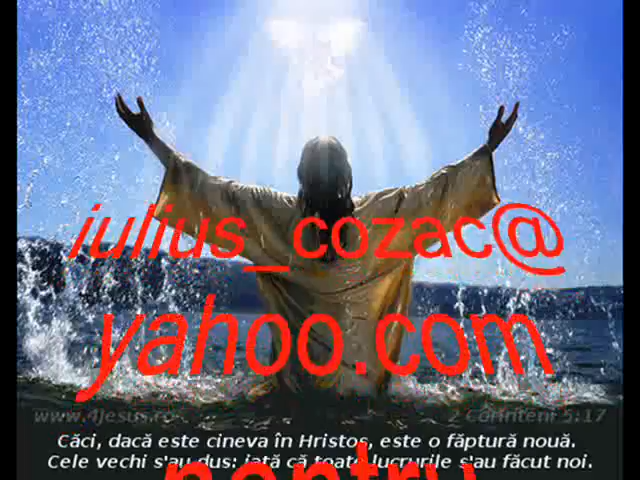 iulius_cozac@
yahoo.com
www.4Jesus.ro 2 Corinteni 5:17
Căci, dacă este cineva în Hristos, este o făptură nouă.
Cele vechi s'au dus: iată că toate lucrurile s'au făcut noi.
pentru